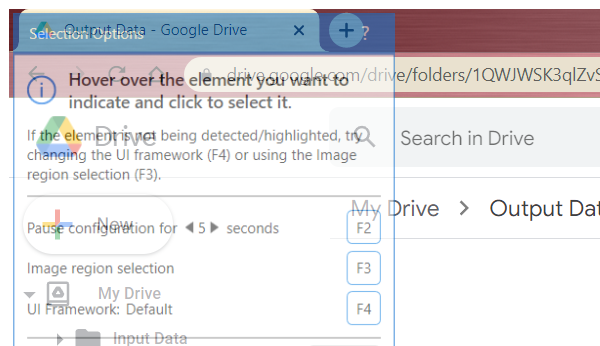 Selection Options
?
Output Data - Google Drive
drive.google.com/drive/folders/1QWJWSK3qlZvS
Hover over the element you want to
indicate and click to select it.
Drive
Search in Drive
If the element is not being detected/highlighted, try
changing the UI framework (F4) or using the Image
region selection (F3).
My Drive
Output Dat
New
Pause configuration for 5 seconds
F2
Image region selection
F3
My Drive
UI Framework: Default
F4
Input Data